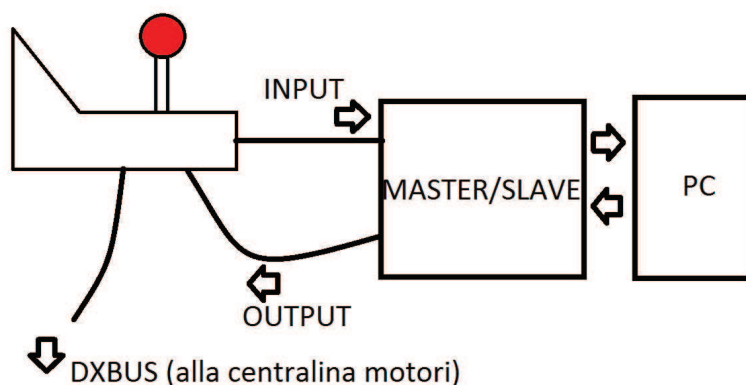 INPUT
MASTER/SLAVE
PC
OUTPUT
DXBUS (alla centralina motori)